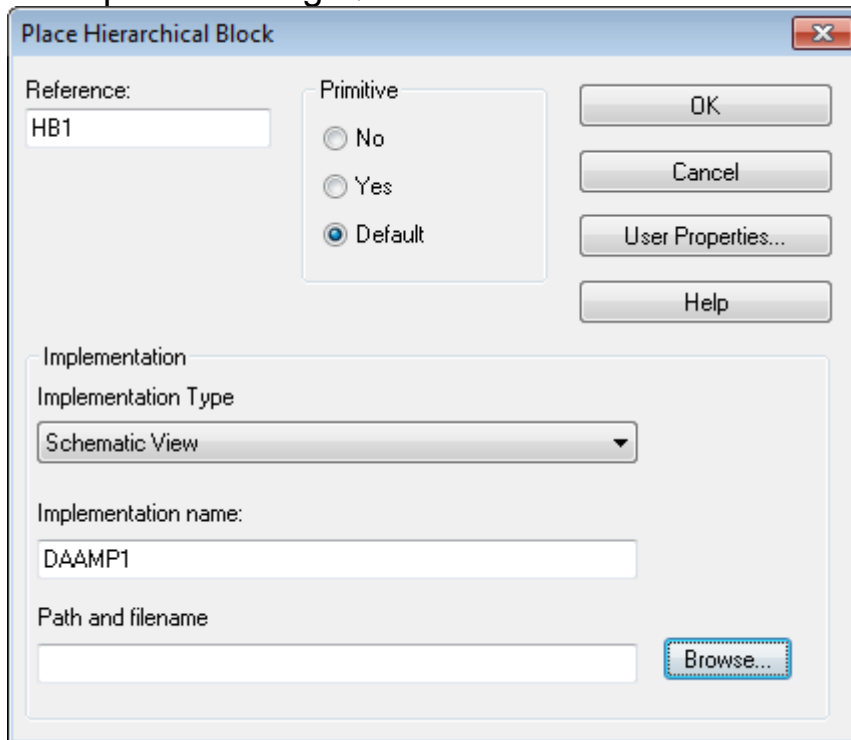 Place Hierarchical Block
Reference:
HB1
Primitive
No
Yes
Default
OK
Cancel
User Properties...
Help
Implementation
Implementation Type
Schematic View
Implementation name:
DAAMP1
Path and filename
Browse...